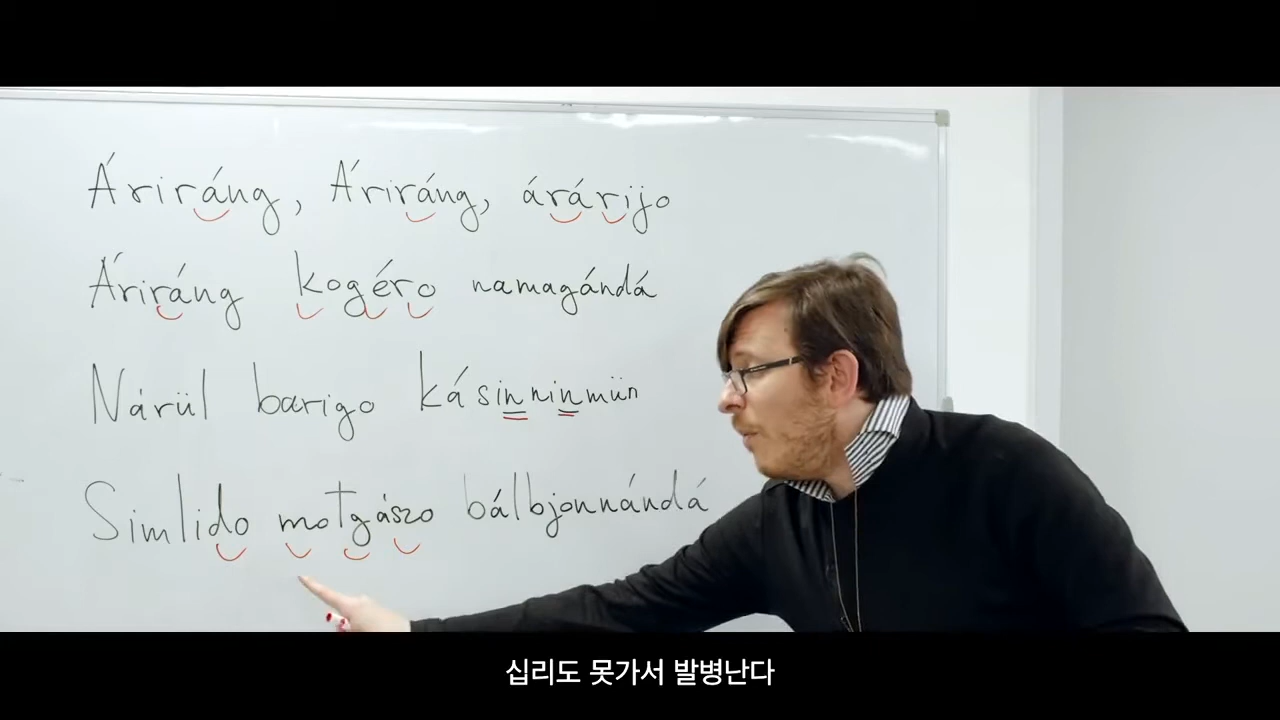 Áriráng, Áriráng, árárijo
Áriráng kogéro namagándá
Nárül barigo kásinninmün
Simlido motgászo bálbjonnándá
십리도 못가서 발병난다